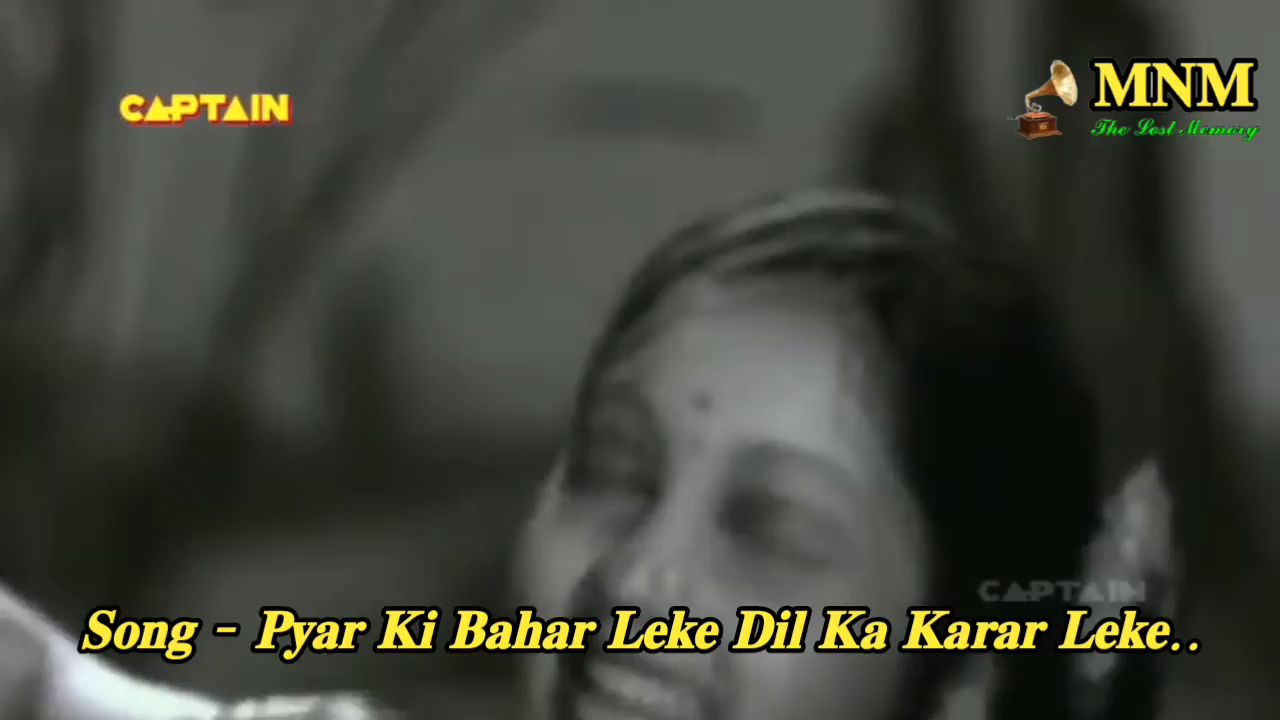 CAPTAIN
MNM
The Lost Memory
CAPTAIN
Song - Pyar Ki Bahar Leke Dil Ka Karar Leke..